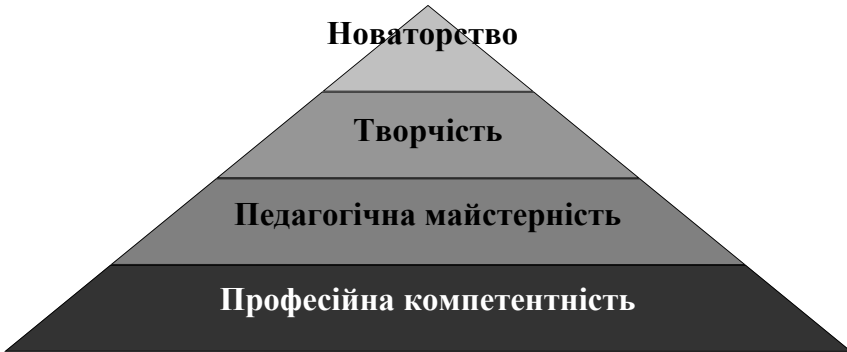 Новаторство
Творчість
Педагогічна майстерність
Професійна компетентність